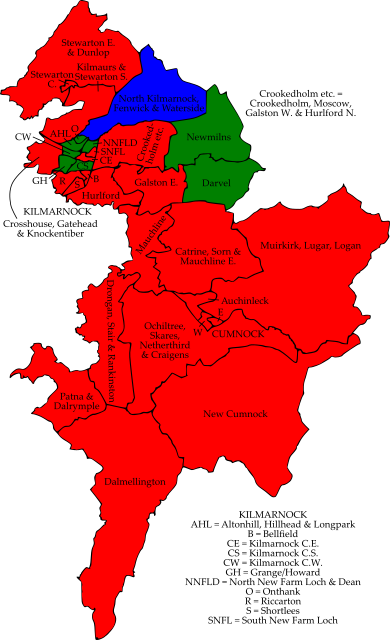 Stewarton E.
& Dunlop
Kilmaurs &
Stewarton S.
Stewarton
C.
North Kilmarnock,
Fenwick & Waterside
Crookedholm etc. =
Crookedholm, Moscow,
Galston W. & Hurlford N.
AHL
O
CW
Crooked-
holm etc.
Newmilns
NNFLD
SNFL
CE
CS
B
GH
R
S
Galston E.
Darvel
Hurlford
KILMARNOCK
Crosshouse, Gatehead
& Knockentiber
Mauchline
Catrine, Sorn &
Mauchline E.
Muirkirk, Lugar, Logan
Drongan, Stair & Rankinston
Auchinleck
E
S
W
CUMNOCK
Ochiltree,
Skares,
Netherthird
& Craigens
Patna &
Dalrymple
New Cumnock
Dalmellington
KILMARNOCK
AHL = Altonhill, Hillhead & Longpark
B = Bellfield
CE = Kilmarnock C.E.
CS = Kilmarnock C.S.
CW = Kilmarnock C.W.
GH = Grange/Howard
NNFLD = North New Farm Loch & Dean
O = Onthank
R = Riccarton
S = Shortlees
SNFL = South New Farm Loch